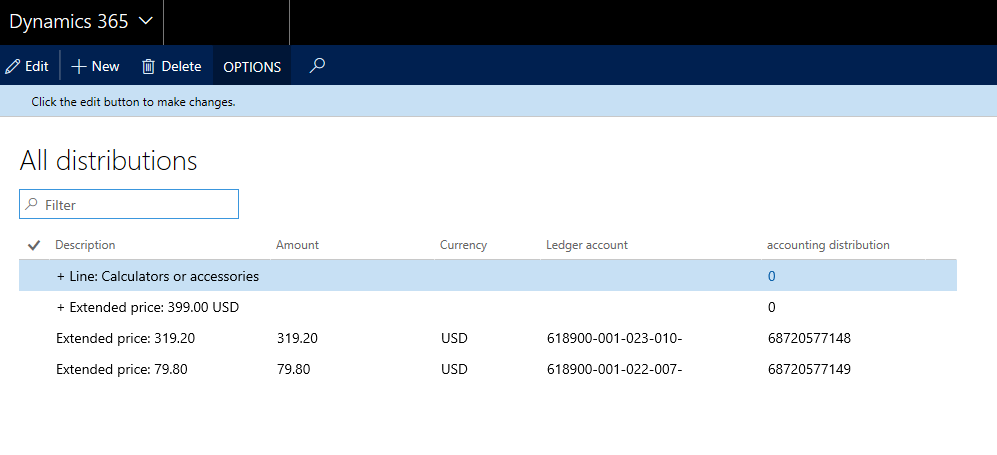 Dynamics 365
Edit New Delete OPTIONS
Click the edit button to make changes.
All distributions
Filter
Description Amount Currency Ledger account accounting distribution
+ Line: Calculators or accessories 0
+ Extended price: 399.00 USD 0
Extended price: 319.20 319.20 USD 618900-001-023-010- 68720577148
Extended price: 79.80 79.80 USD 618900-001-022-007- 68720577149